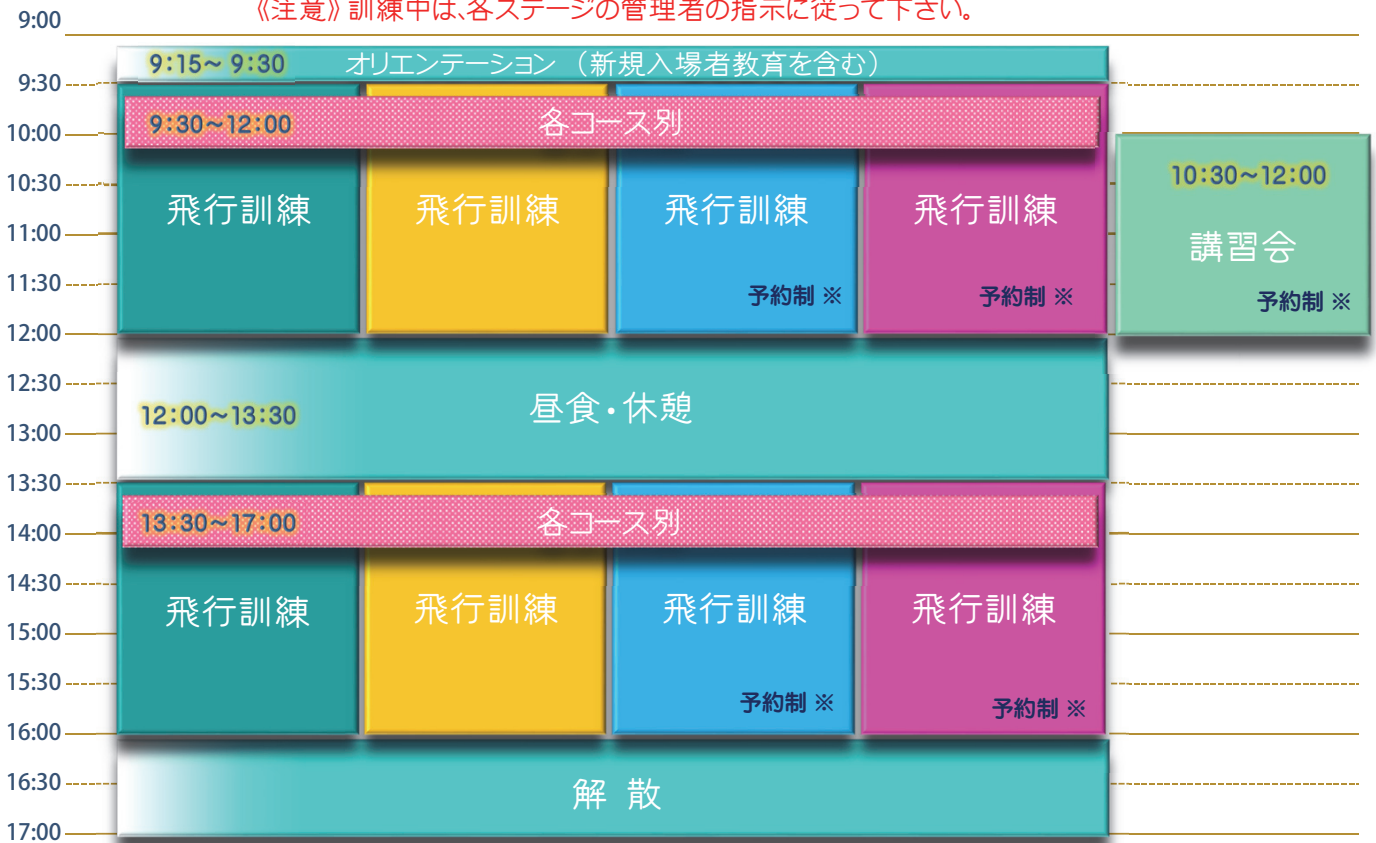 《注意》訓練中は、各ステージの管理者の指示に従って下さい。
9:00
9:15～9:30 オリエンテーション（新規入場者教育を含む）
9:30
9:30～12:00 各コース別
10:00
10:30～12:00
10:30
飛行訓練 飛行訓練 飛行訓練 飛行訓練
11:00
講習会
11:30
予約制 ※ 予約制 ※ 予約制 ※
12:00
12:30
12:00～13:30 昼食・休憩
13:00
13:30
13:30～17:00 各コース別
14:00
14:30
飛行訓練 飛行訓練 飛行訓練 飛行訓練
15:00
15:30
予約制 ※ 予約制 ※
16:00
16:30
解 散
17:00